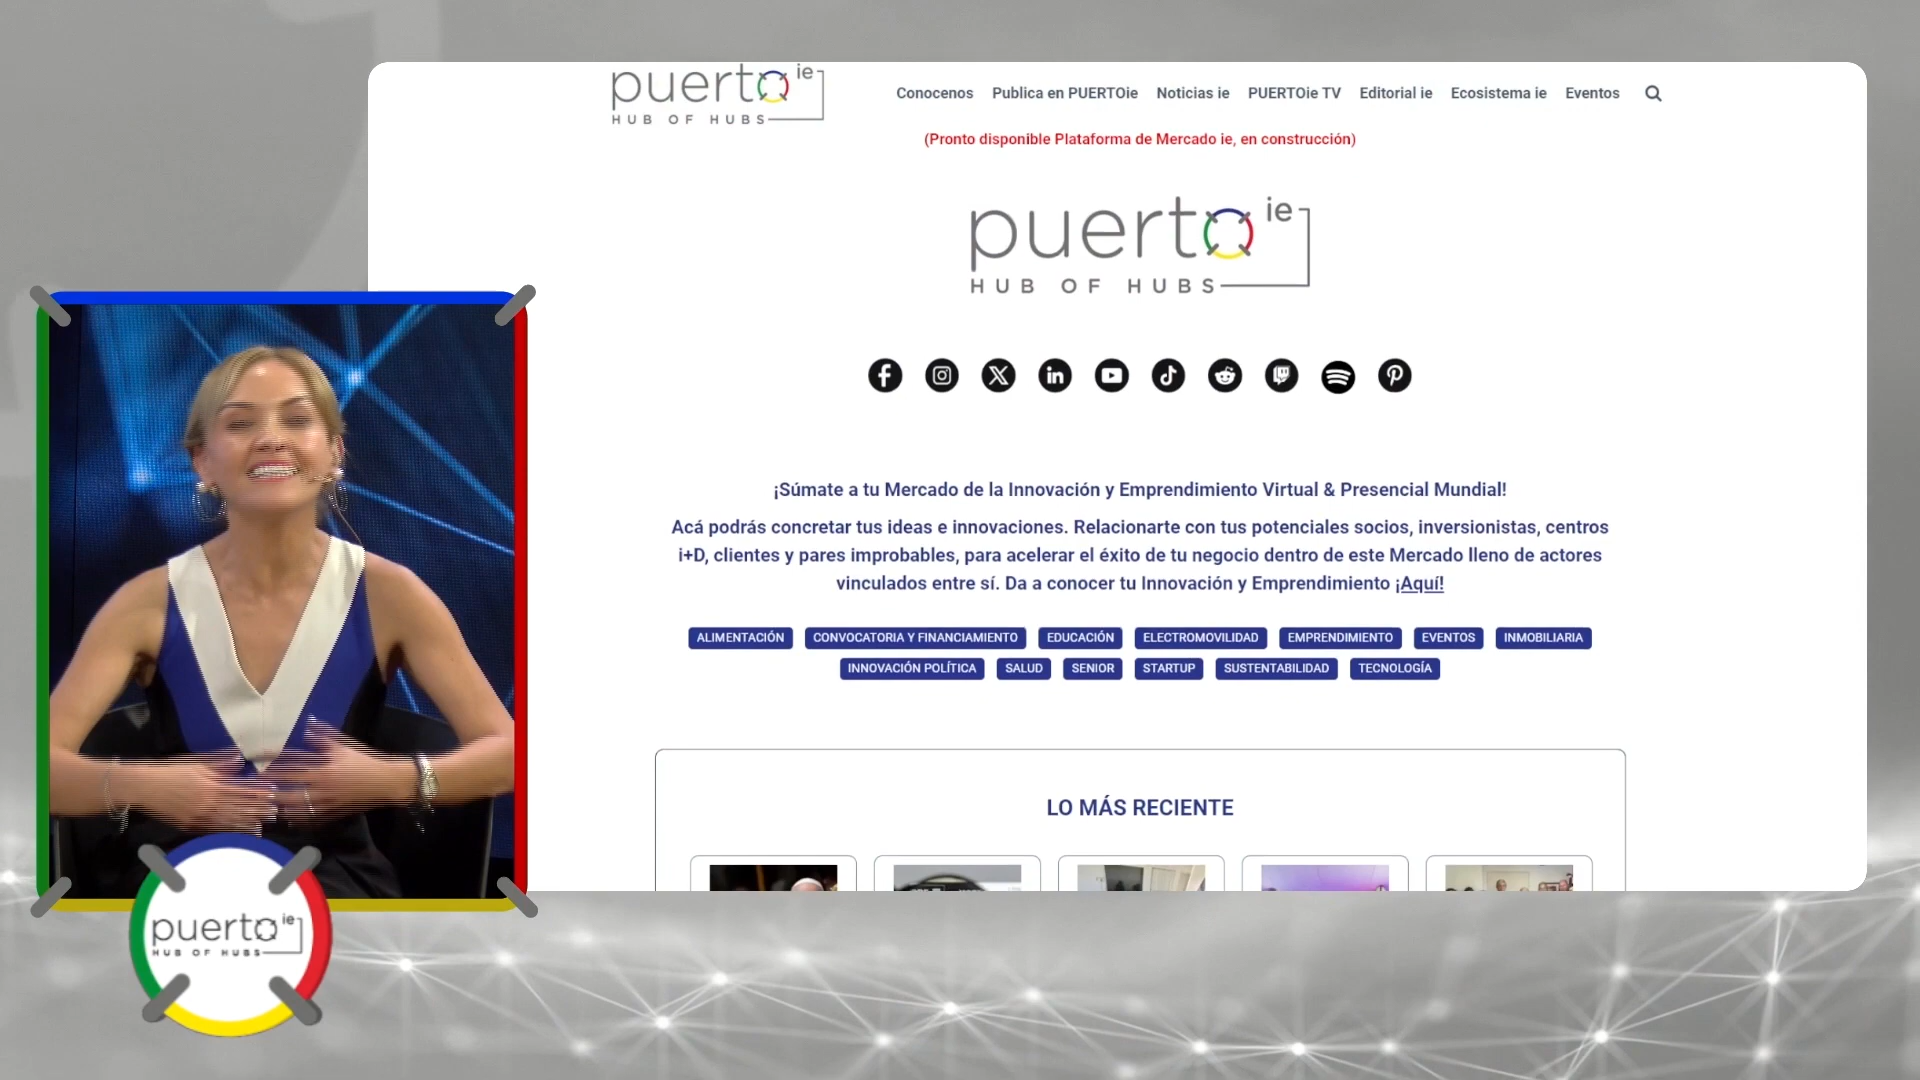 puerto ie
HUB OF HUBS
Conocenos Publica en PUERTOie Noticias ie PUERTOie TV Editorial ie Ecosistema ie Eventos
(Pronto disponible Plataforma de Mercado ie, en construcción)
puerto ie
HUB OF HUBS
¡Súmate a tu Mercado de la Innovación y Emprendimiento Virtual & Presencial Mundial!
Acá podrás concretar tus ideas e innovaciones. Relacionarte con tus potenciales socios, inversionistas, centros
i+D, clientes y pares improbables, para acelerar el éxito de tu negocio dentro de este Mercado lleno de actores
vinculados entre sí. Da a conocer tu Innovación y Emprendimiento ¡Aquí!
ALIMENTACIÓN CONVOCATORIA Y FINANCIAMIENTO EDUCACIÓN ELECTROMOVILIDAD EMPRENDIMIENTO EVENTOS INMOBILIARIA
INNOVACIÓN POLÍTICA SALUD SENIOR STARTUP SUSTENTABILIDAD TECNOLOGÍA
LO MÁS RECIENTE
puerto ie
HUB OF HUBS